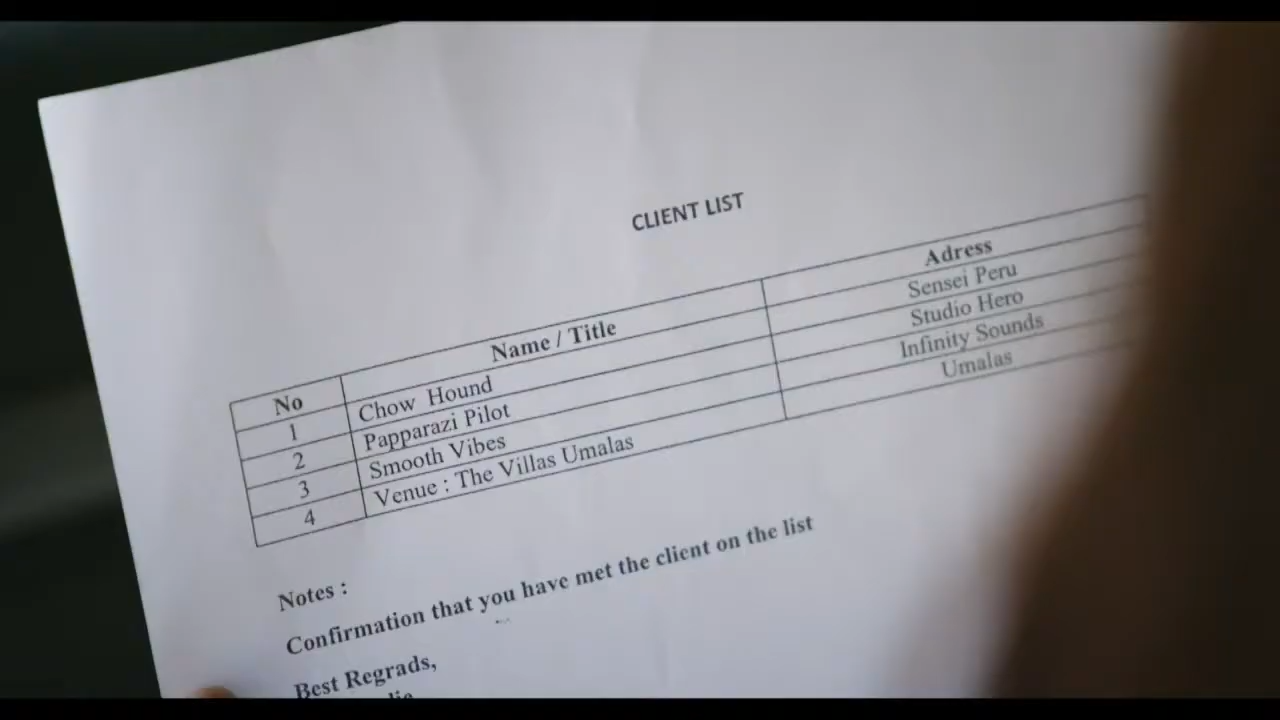 CLIENT LIST
No Name / Title Adress
1 Chow Hound Sensei Peru
2 Papparazi Pilot Studio Hero
3 Smooth Vibes Infinity Sounds
4 Venue : The Villas Umalas Umalas
Notes :
Confirmation that you have met the client on the list
Best Regrads,